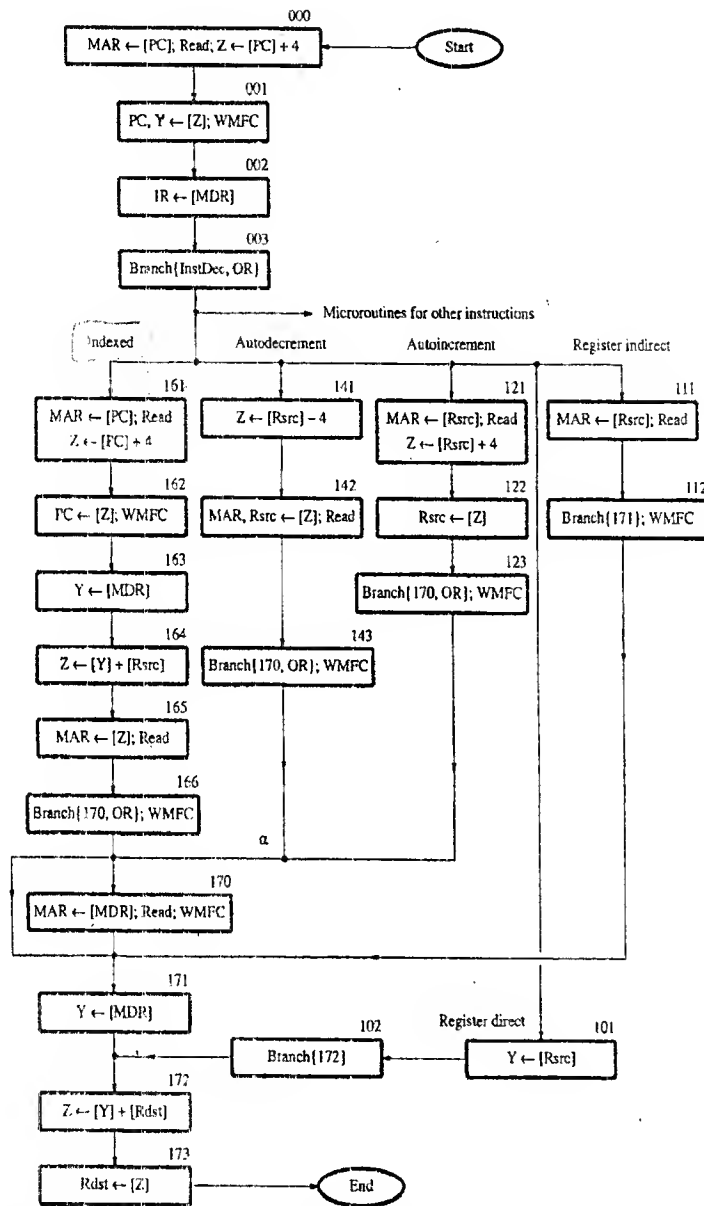 000
MAR ← [PC]; Read; Z ← [PC] + 4
Start
001
PC, Y ← [Z]; WMFC
002
IR ← [MDR]
003
Branch{InstDec, OR}
Microroutines for other instructions
Indexed
Autodecrement
Autoincrement
Register indirect
161
MAR ← [PC]; Read
Z ← [PC] + 4
141
Z ← [Rsrc] – 4
121
MAR ← [Rsrc]; Read
Z ← [Rsrc] + 4
111
MAR ← [Rsrc]; Read
162
PC ← [Z]; WMFC
142
MAR, Rsrc ← [Z]; Read
122
Rsrc ← [Z]
112
Branch{171}; WMFC
163
Y ← [MDR]
123
Branch{170, OR}; WMFC
164
Z ← [Y] + [Rsrc]
143
Branch{170, OR}; WMFC
165
MAR ← [Z]; Read
166
Branch{170, OR}; WMFC
α
170
MAR ← [MDR]; Read; WMFC
171
Y ← [MDR]
Register direct
101
Y ← [Rsrc]
102
Branch{172}
172
Z ← [Y] + [Rdst]
173
Rdst ← [Z]
End